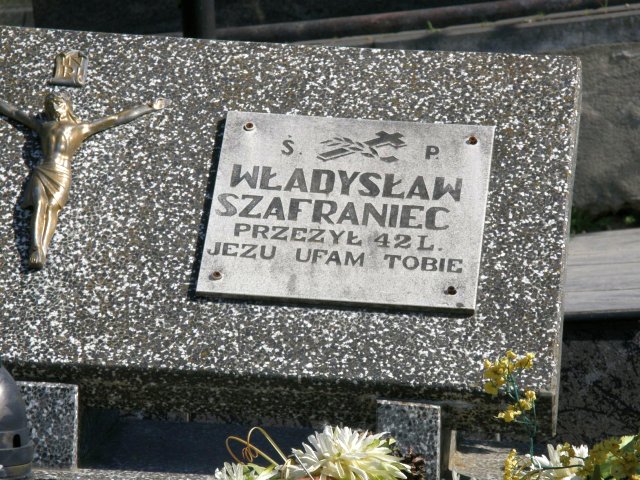 Ś. P.
WŁADYSŁAW
SZAFRANIEC
PRZEŻYŁ 42 L.
JEZU UFAM TOBIE